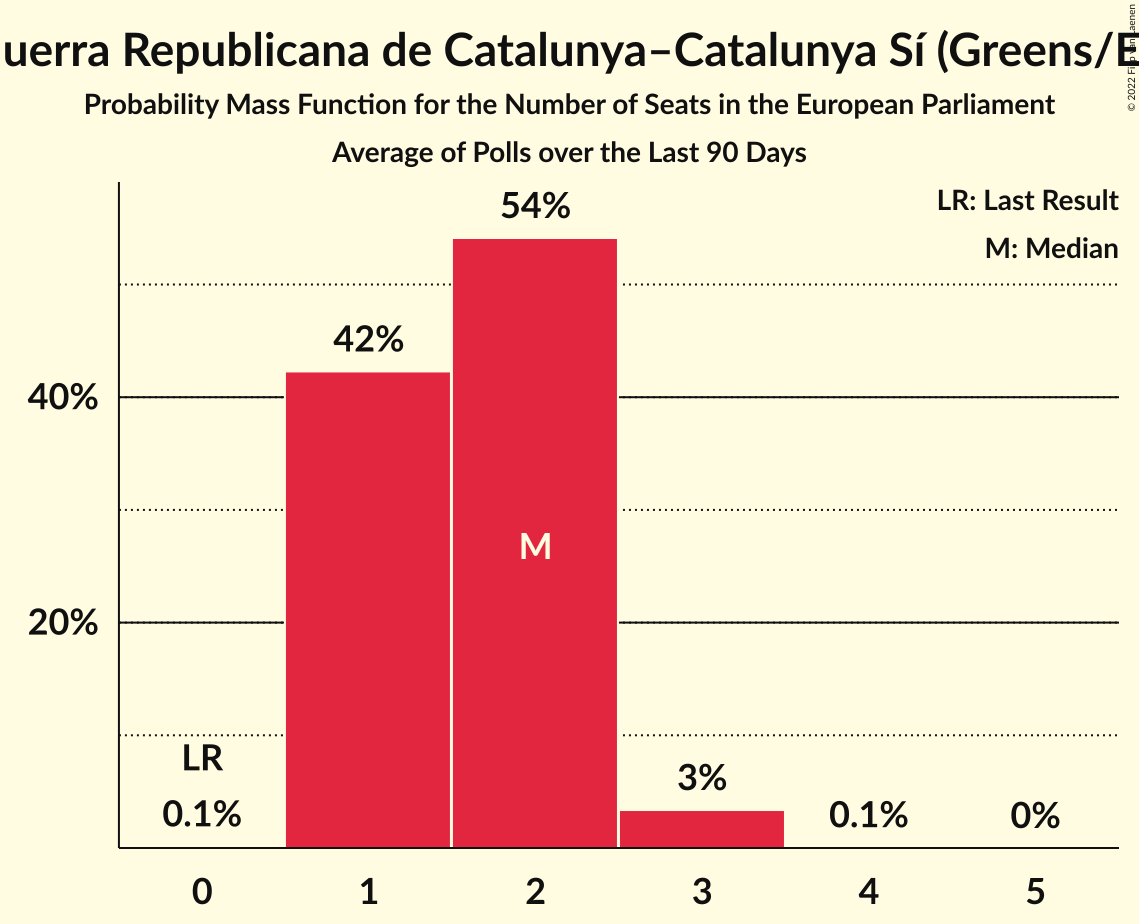 uerra Republicana de Catalunya–Catalunya Sí (Greens/E
Probability Mass Function for the Number of Seats in the European Parliament
Average of Polls over the Last 90 Days
© 2022 Filip van Laenen
LR: Last Result
M: Median
54%
42%
40%
M
20%
LR
0.1%
3%
0.1%
0%
0 1 2 3 4 5